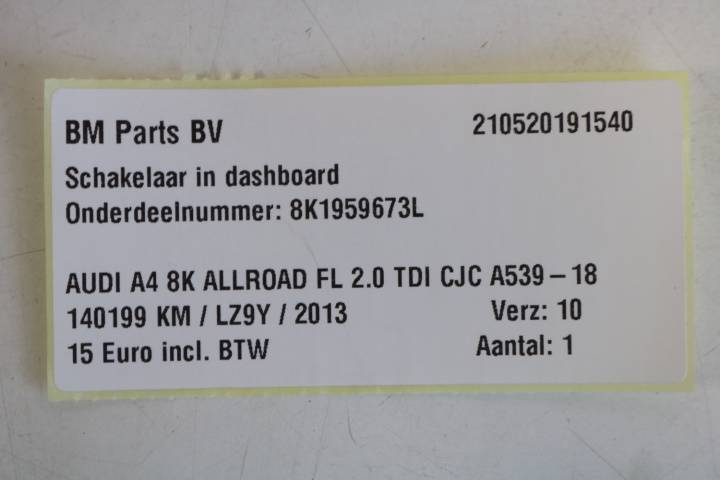 BM Parts BV 210520191540
Schakelaar in dashboard
Onderdeelnummer: 8K1959673L
AUDI A4 8K ALLROAD FL 2.0 TDI CJC A539 – 18
140199 KM / LZ9Y / 2013 Verz: 10
15 Euro incl. BTW Aantal: 1